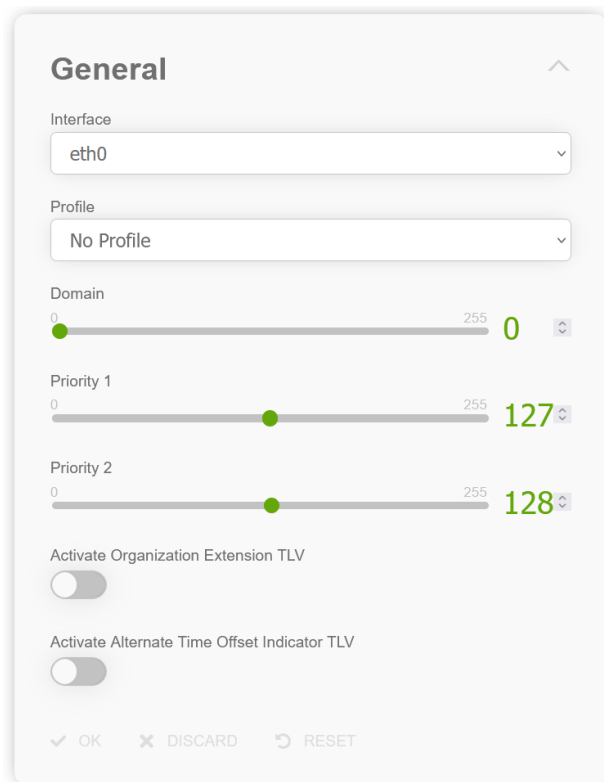 General
Interface
eth0
Profile
No Profile
Domain
0 255 0
Priority 1
0 255 127
Priority 2
0 255 128
Activate Organization Extension TLV
Activate Alternate Time Offset Indicator TLV
OK DISCARD RESET